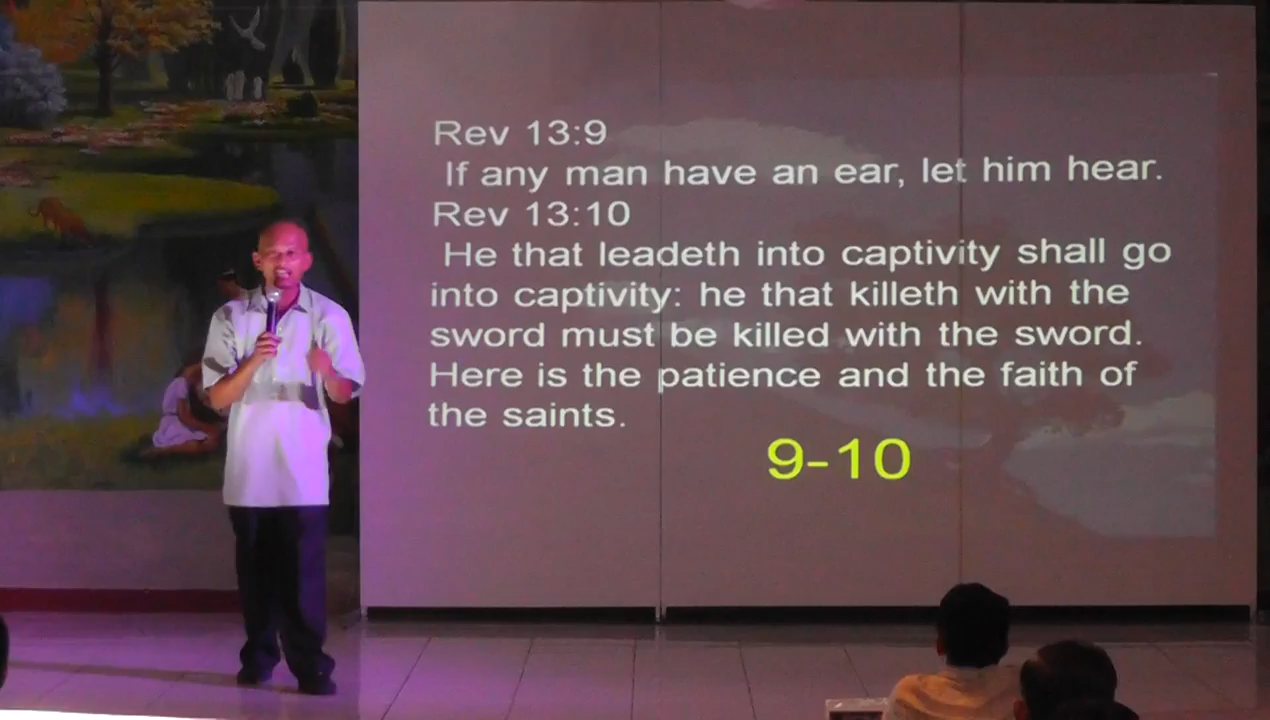 Rev 13:9
If any man have an ear, let him hear.
Rev 13:10
He that leadeth into captivity shall go
into captivity: he that killeth with the
sword must be killed with the sword.
Here is the patience and the faith of
the saints.
9-10